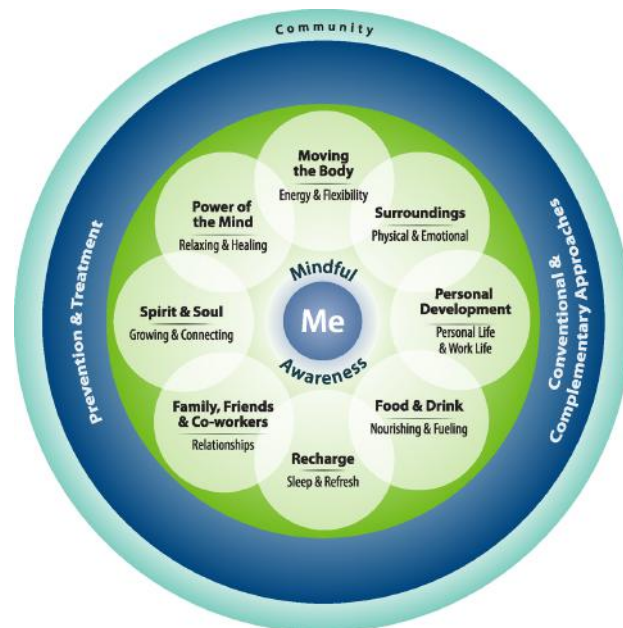 Community
Prevention & Treatment
Conventional &
Complementary Approaches
Moving
the Body
Energy & Flexibility
Surroundings
Physical & Emotional
Personal
Development
Personal Life
& Work Life
Food & Drink
Nourishing & Fueling
Recharge
Sleep & Refresh
Family, Friends
& Co-workers
Relationships
Spirit & Soul
Growing & Connecting
Power of
the Mind
Relaxing & Healing
Mindful
Me
Awareness